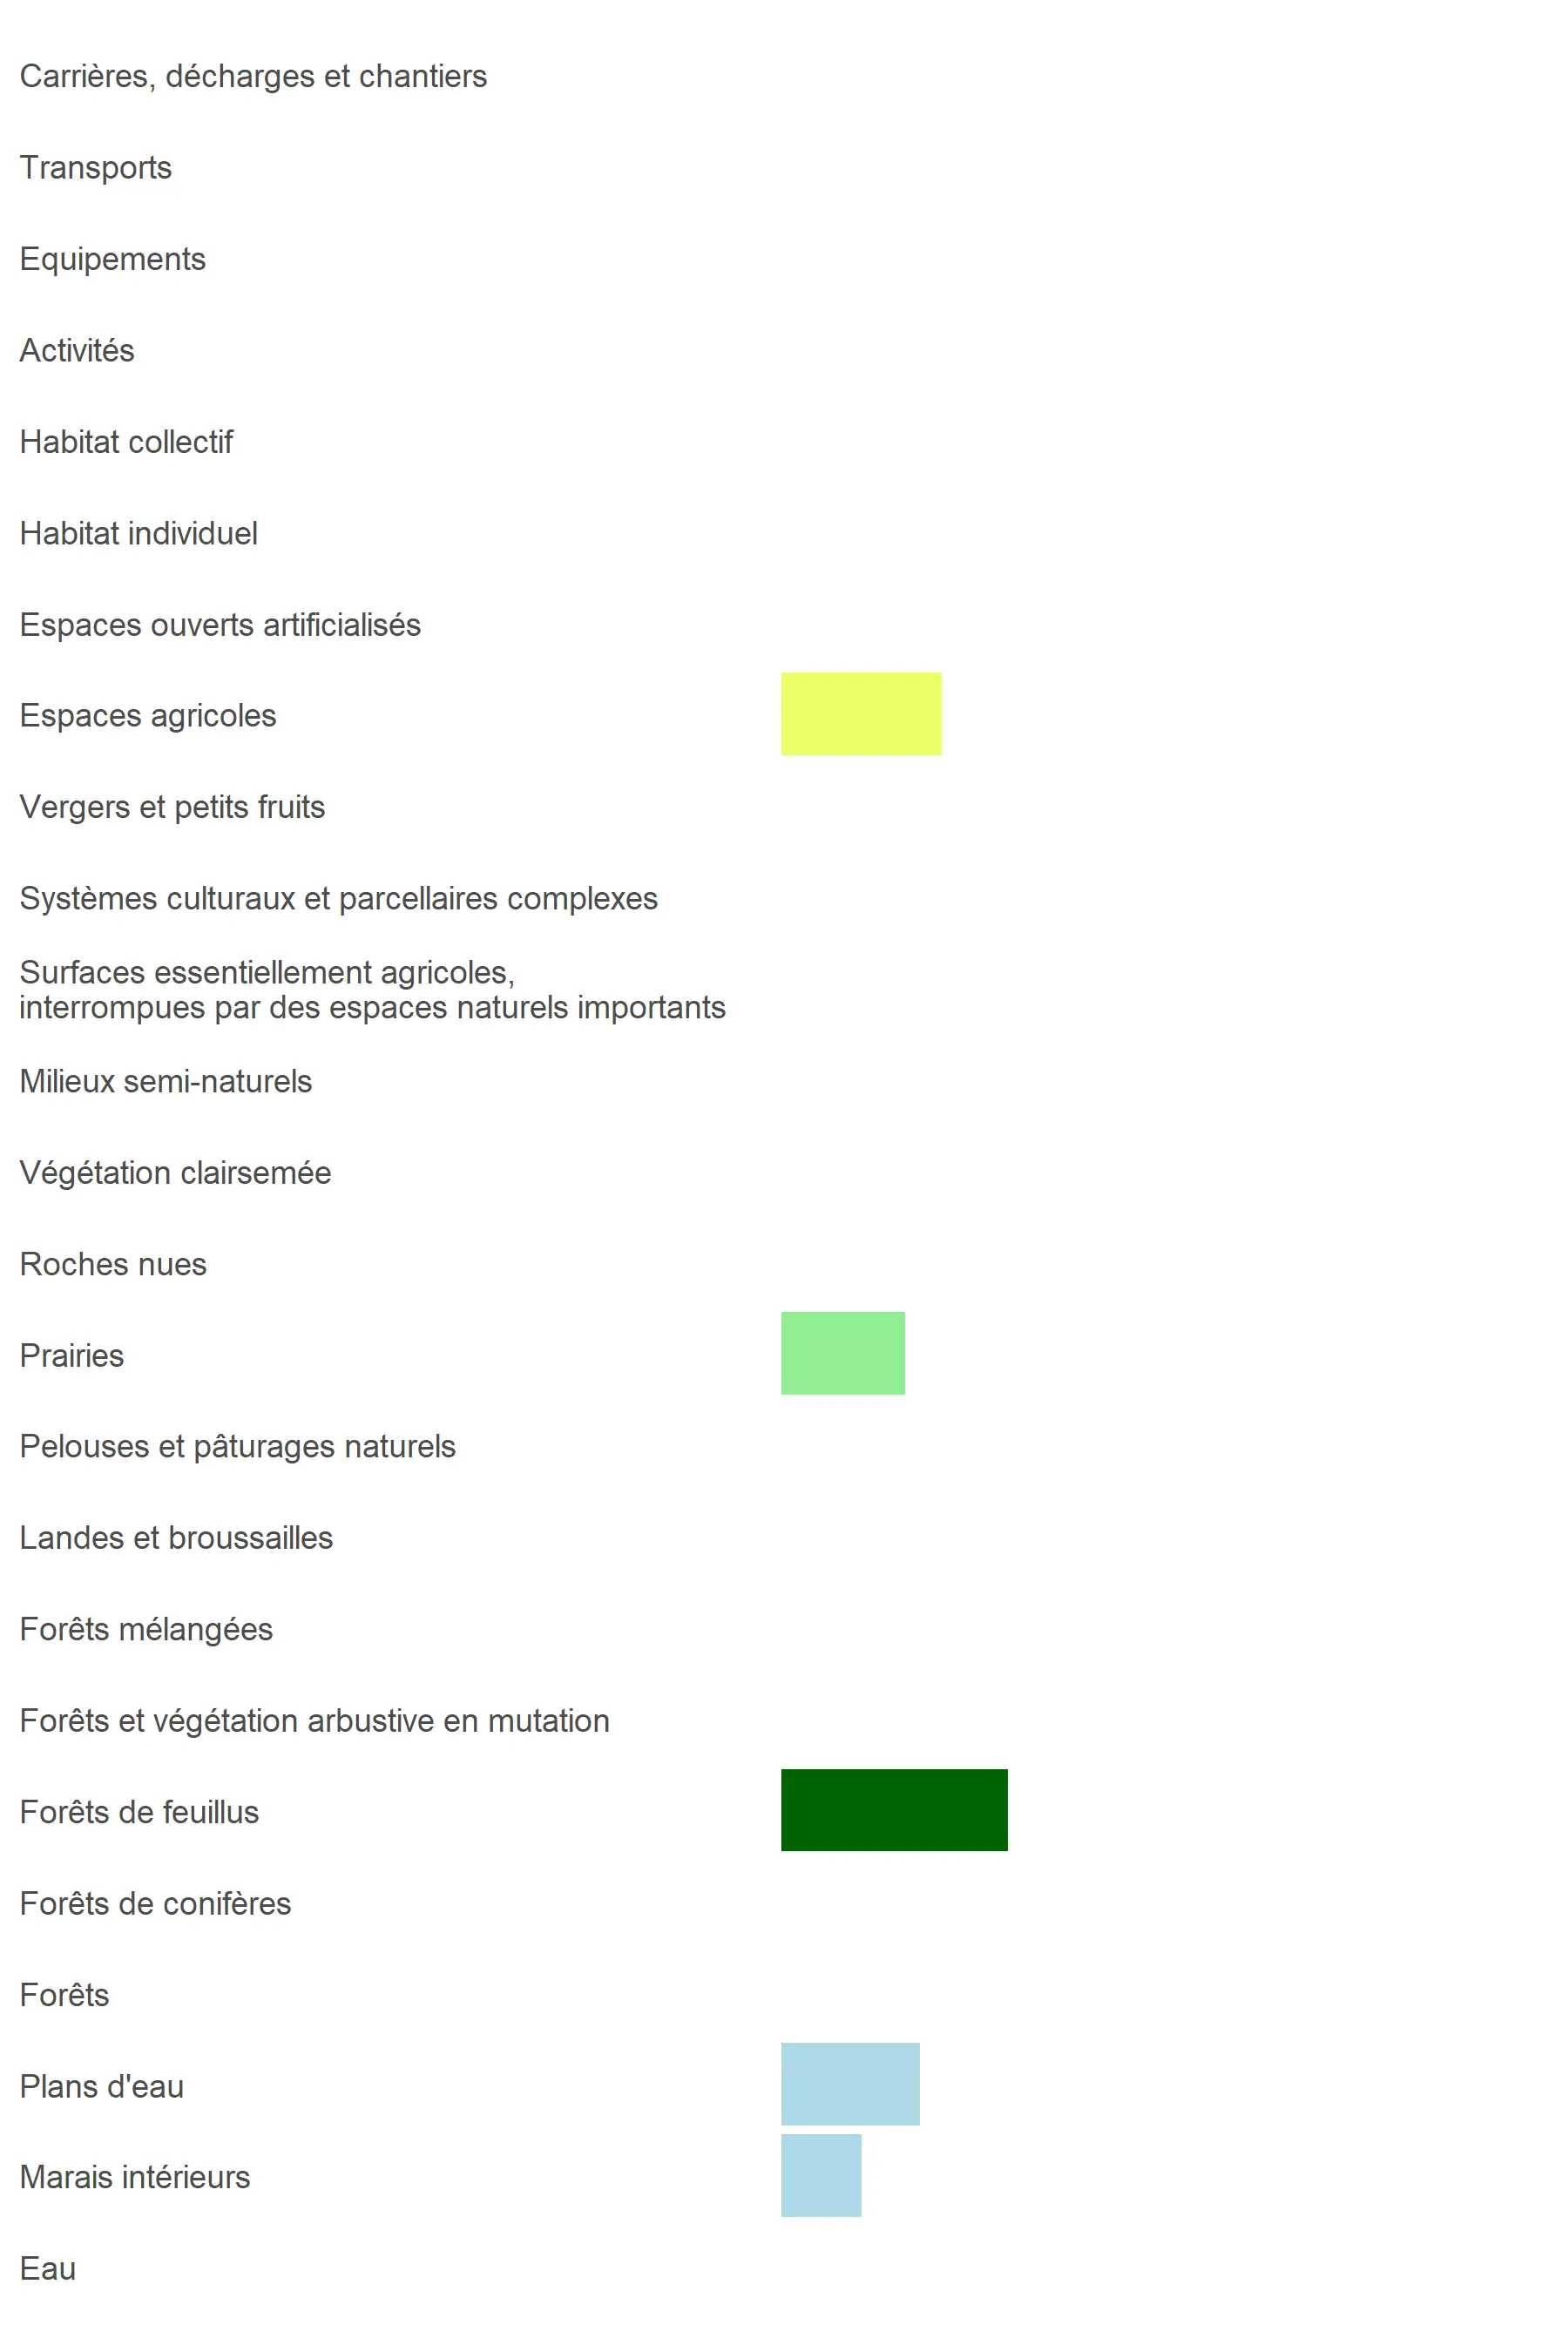 Carrières, décharges et chantiers
Transports
Equipements
Activités
Habitat collectif
Habitat individuel
Espaces ouverts artificialisés
Espaces agricoles
Vergers et petits fruits
Systèmes culturaux et parcellaires complexes
Surfaces essentiellement agricoles,
interrompues par des espaces naturels importants
Milieux semi-naturels
Végétation clairsemée
Roches nues
Prairies
Pelouses et pâturages naturels
Landes et broussailles
Forêts mélangées
Forêts et végétation arbustive en mutation
Forêts de feuillus
Forêts de conifères
Forêts
Plans d'eau
Marais intérieurs
Eau